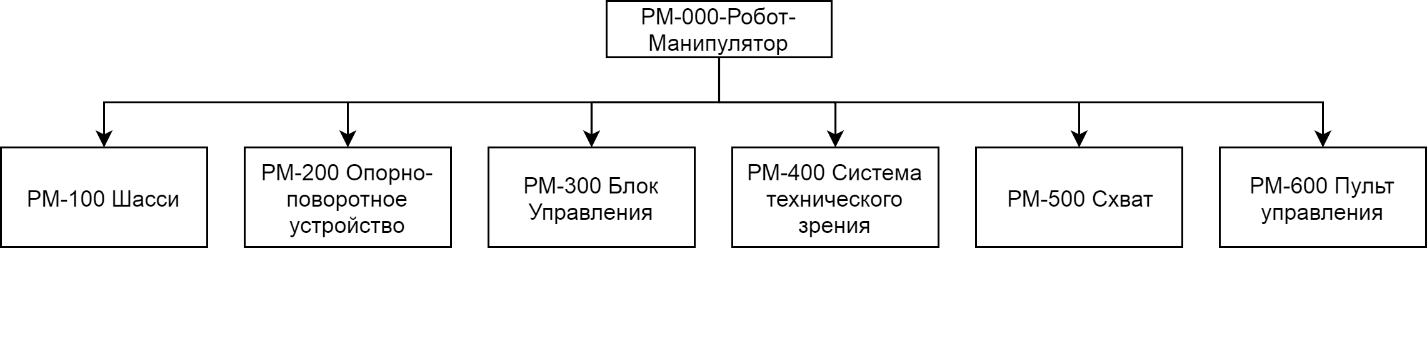 РМ-000-Робот-
Манипулятор
РМ-100 Шасси
РМ-200 Опорно-
поворотное
устройство
РМ-300 Блок
Управления
РМ-400 Система
технического
зрения
РМ-500 Схват
РМ-600 Пульт
управления